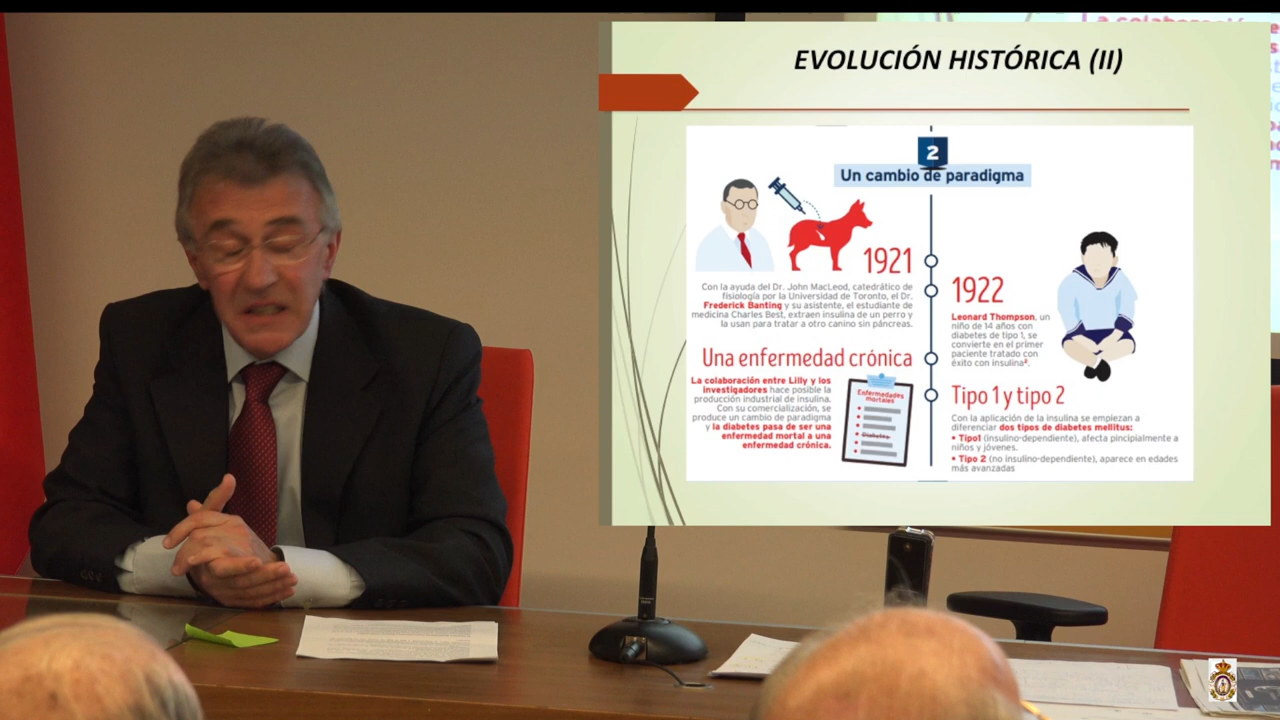 EVOLUCIÓN HISTÓRICA (II)
2
Un cambio de paradigma
1921
Con la ayuda del Dr. John MacLeod, catedrático de
fisiología por la Universidad de Toronto, el Dr.
Frederick Banting y su asistente, el estudiante de
medicina Charles Best, extraen insulina de un perro y
la usan para tratar a otro canino sin páncreas.
1922
Leonard Thompson, un
niño de 14 años con
diabetes de tipo 1, se
convierte en el primer
paciente tratado con
éxito con insulina².
Una enfermedad crónica
La colaboración entre Lilly y los
investigadores hace posible la
producción industrial de insulina.
Con su comercialización, se
produce un cambio de paradigma
y la diabetes pasa de ser una
enfermedad mortal a una
enfermedad crónica.
Enfermedades
mortales
Diabetes
Tipo 1 y tipo 2
Con la aplicación de la insulina se empiezan a
diferenciar dos tipos de diabetes mellitus:
• Tipo1 (insulino-dependiente), afecta pincipialmente a
niños y jóvenes.
• Tipo 2 (no insulino-dependiente), aparece en edades
más avanzadas
La colaboración